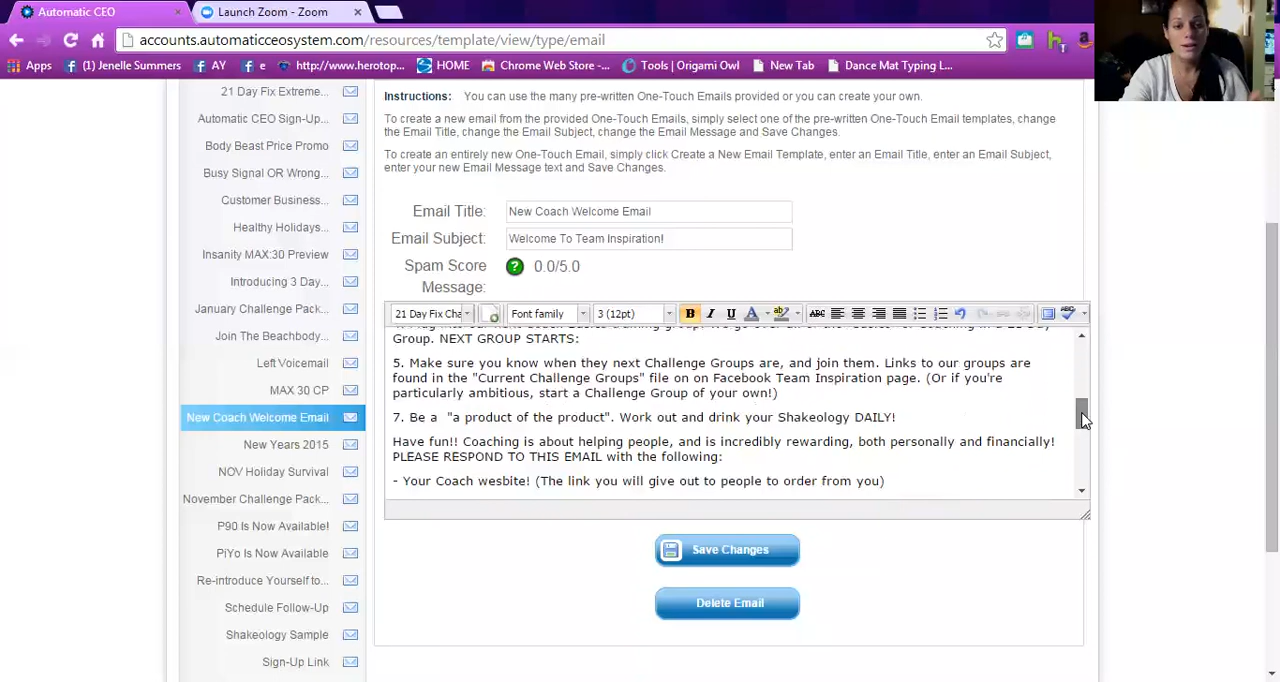 Automatic CEO
Launch Zoom - Zoom
accounts.automaticceosystem.com/resources/template/view/type/email
Apps (1) Jenelle Summers AY e http://www.herotop... HOME Chrome Web Store -... Tools | Origami Owl New Tab Dance Mat Typing L...
21 Day Fix Extreme...
Automatic CEO Sign-Up...
Body Beast Price Promo
Busy Signal OR Wrong...
Customer Business...
Healthy Holidays...
Insanity MAX:30 Preview
Introducing 3 Day...
January Challenge Pack...
Join The Beachbody...
Left Voicemail
MAX 30 CP
New Coach Welcome Email
New Years 2015
NOV Holiday Survival
November Challenge Pack...
P90 Is Now Available!
PiYo Is Now Available
Re-introduce Yourself to...
Schedule Follow-Up
Shakeology Sample
Sign-Up Link
Instructions: You can use the many pre-written One-Touch Emails provided or you can create your own.
To create a new email from the provided One-Touch Emails, simply select one of the pre-written One-Touch Email templates, change
the Email Title, change the Email Subject, change the Email Message and Save Changes.
To create an entirely new One-Touch Email, simply click Create a New Email Template, enter an Email Title, enter an Email Subject,
enter your new Email Message text and Save Changes.
Email Title: New Coach Welcome Email
Email Subject: Welcome To Team Inspiration!
Spam Score ? 0.0/5.0
Message:
21 Day Fix Cha Font family 3 (12pt) B I U A ab ABC
Group. NEXT GROUP STARTS:
5. Make sure you know when they next Challenge Groups are, and join them. Links to our groups are
found in the "Current Challenge Groups" file on on Facebook Team Inspiration page. (Or if you're
particularly ambitious, start a Challenge Group of your own!)
7. Be a "a product of the product". Work out and drink your Shakeology DAILY!
Have fun!! Coaching is about helping people, and is incredibly rewarding, both personally and financially!
PLEASE RESPOND TO THIS EMAIL with the following:
- Your Coach wesbite! (The link you will give out to people to order from you)
Save Changes
Delete Email